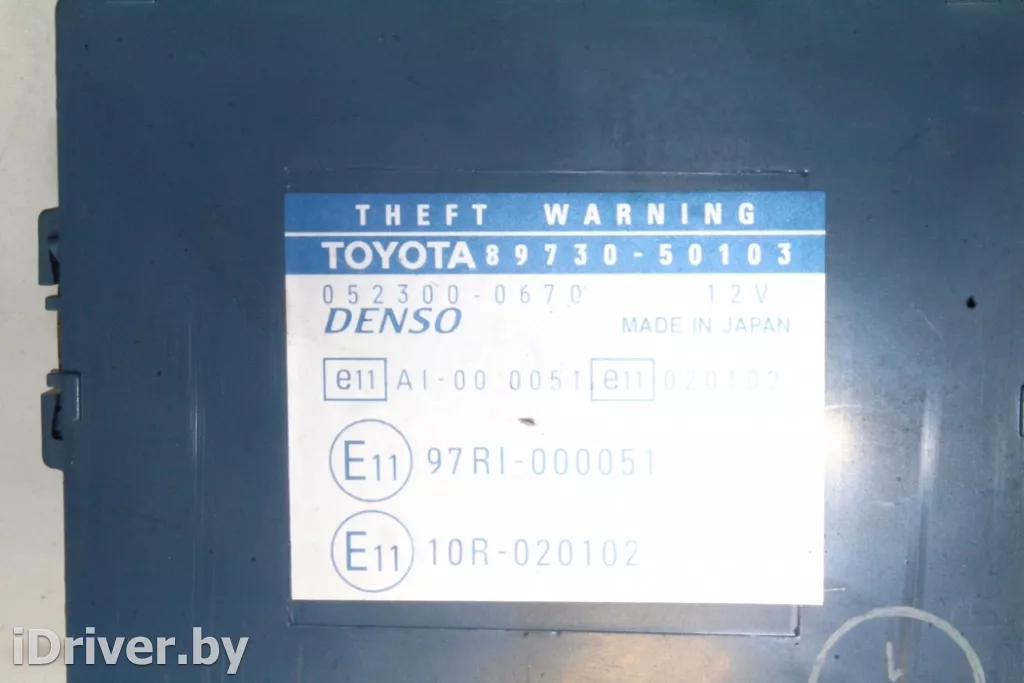 THEFT WARNING
TOYOTA 89730-50103
052300-0670 12V
DENSO MADE IN JAPAN
e11 AI-00 0051 e11 020102
E11 97RI-000051
E11 10R-020102
iDriver.by